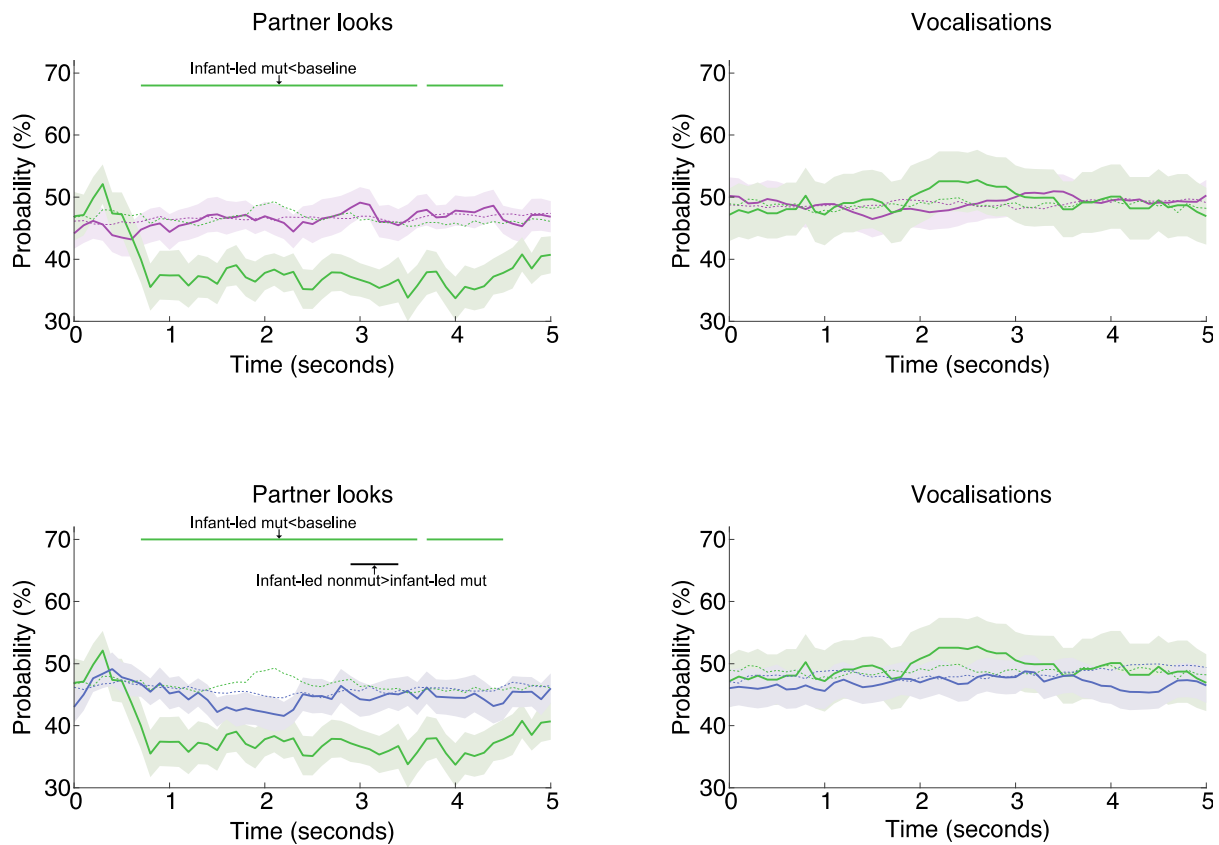 Partner looks
Infant-led mut<baseline
Probability (%)
70
60
50
40
30
0
1
2
3
4
5
Time (seconds)
Vocalisations
Probability (%)
70
60
50
40
30
0
1
2
3
4
5
Time (seconds)
Partner looks
Infant-led mut<baseline
Infant-led nonmut>infant-led mut
Probability (%)
70
60
50
40
30
0
1
2
3
4
5
Time (seconds)
Vocalisations
Probability (%)
70
60
50
40
30
0
1
2
3
4
5
Time (seconds)